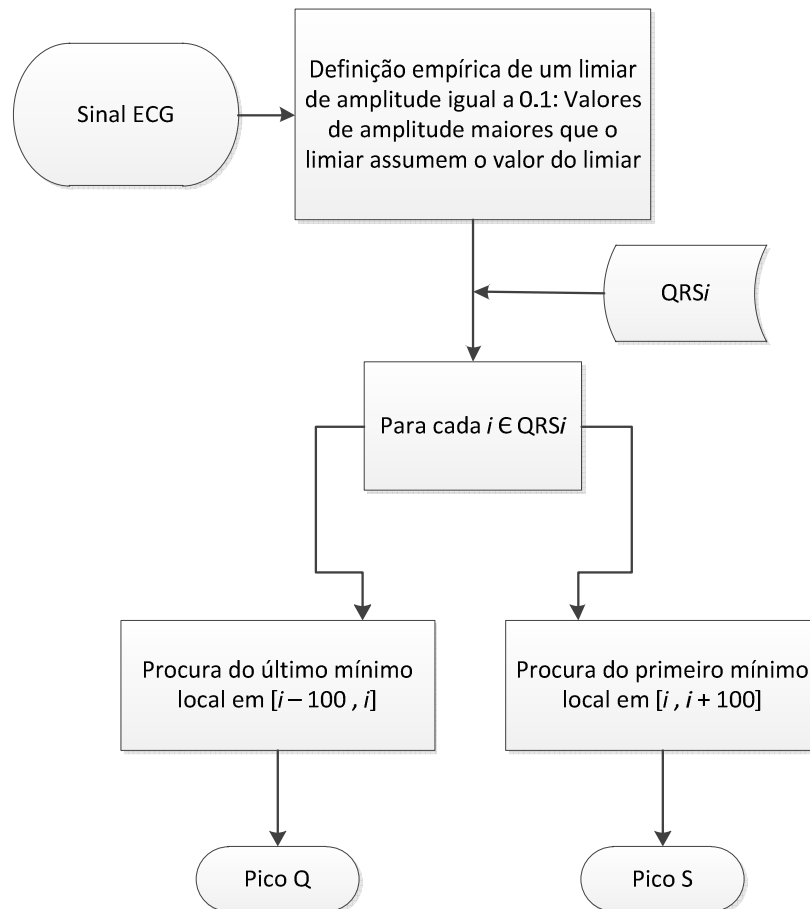 Sinal ECG
Definição empírica de um limiar
de amplitude igual a 0.1: Valores
de amplitude maiores que o
limiar assumem o valor do limiar
QRSi
Para cada i ∈ QRSi
Procura do último mínimo
local em [i – 100 , i]
Procura do primeiro mínimo
local em [i , i + 100]
Pico Q
Pico S